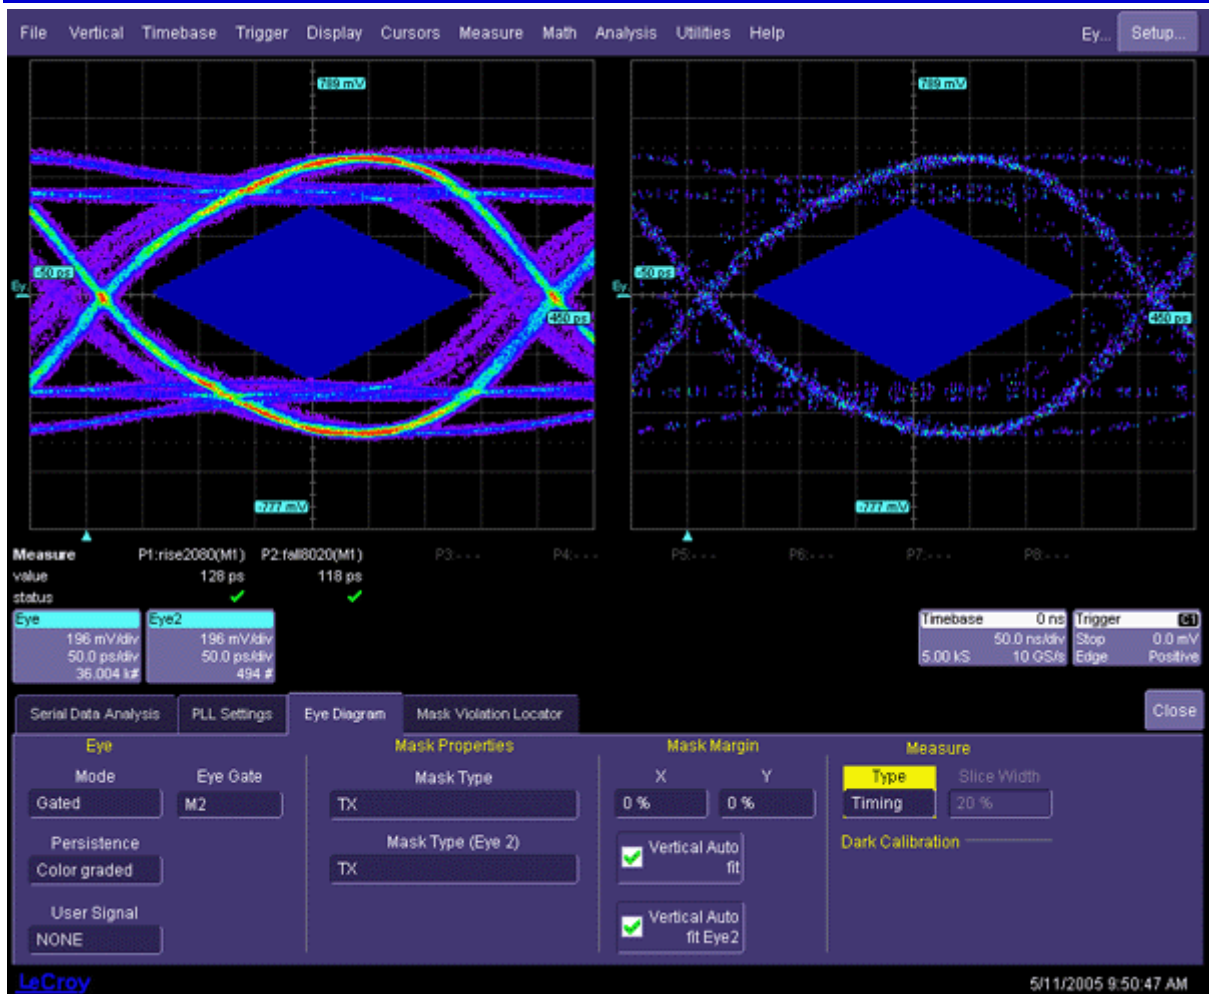 File Vertical Timebase Trigger Display Cursors Measure Math Analysis Utilities Help Ey... Setup...
789 mV 789 mV
-50 ps -50 ps
Ey Ey
450 ps 450 ps
-777 mV -777 mV
Measure P1:rise2080(M1) P2:fall8020(M1) P3:--- P4:--- P5:--- P6:--- P7:--- P8:---
value 128 ps 118 ps
status
Eye Eye2 Timebase 0 ns Trigger C1
196 mV/div 196 mV/div 50.0 ns/div Stop 0.0 mV
50.0 ps/div 50.0 ps/div 5.00 kS 10 GS/s Edge Positive
36.004 k# 494 #
Serial Data Analysis PLL Settings Eye Diagram Mask Violation Locator Close
Eye Mask Properties Mask Margin Measure
Mode Eye Gate Mask Type X Y Type Slice Width
Gated M2 TX 0 % 0 % Timing 20 %
Persistence Mask Type (Eye 2) Vertical Auto Dark Calibration
fit
Color graded TX
User Signal Vertical Auto
NONE fit Eye2
LeCroy 5/11/2005 9:50:47 AM